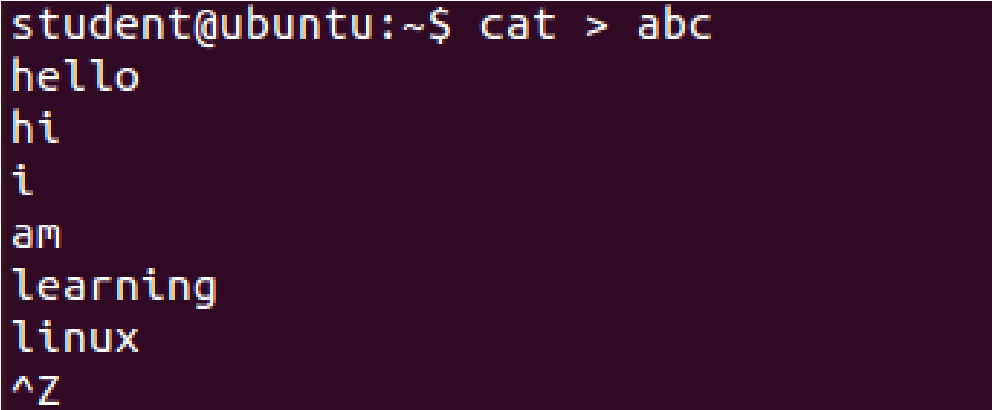 student@ubuntu:~$ cat > abc
hello
hi
i
am
learning
linux
^Z